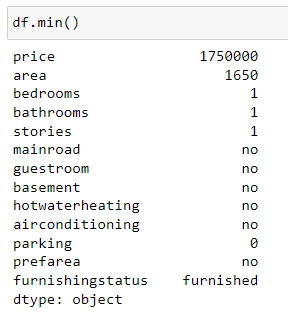 df.min()
price 1750000
area 1650
bedrooms 1
bathrooms 1
stories 1
mainroad no
guestroom no
basement no
hotwaterheating no
airconditioning no
parking 0
prefarea no
furnishingstatus furnished
dtype: object